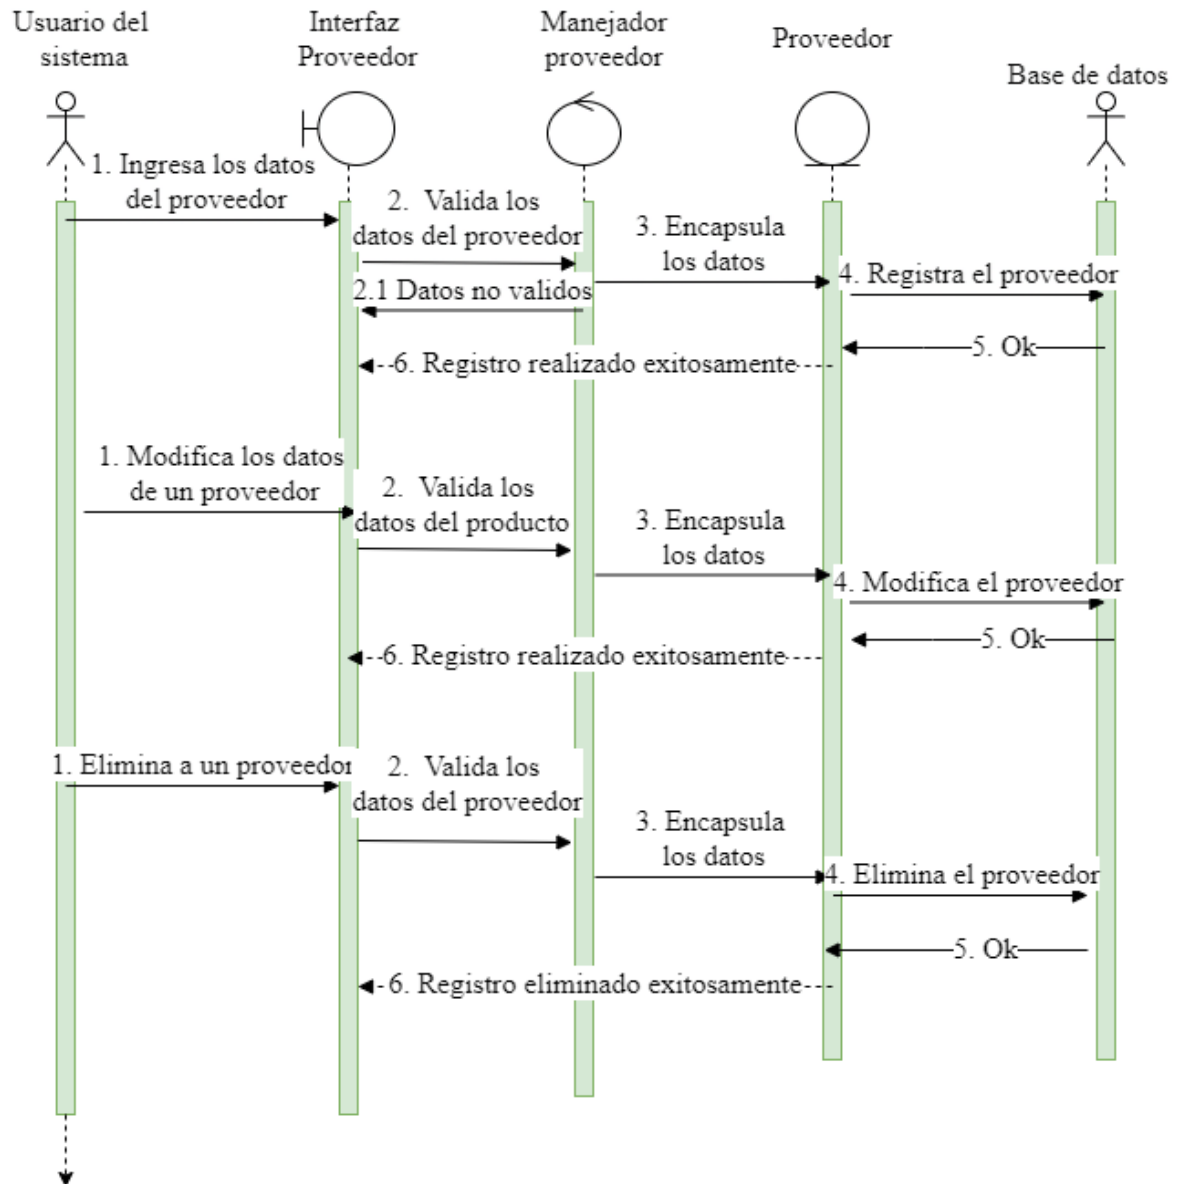 Usuario del
sistema
Interfaz
Proveedor
Manejador
proveedor
Proveedor
Base de datos
1. Ingresa los datos
del proveedor
2. Valida los
datos del proveedor
3. Encapsula
los datos
4. Registra el proveedor
2.1 Datos no validos
5. Ok
6. Registro realizado exitosamente
1. Modifica los datos
de un proveedor
2. Valida los
datos del producto
3. Encapsula
los datos
4. Modifica el proveedor
5. Ok
6. Registro realizado exitosamente
1. Elimina a un proveedor
2. Valida los
datos del proveedor
3. Encapsula
los datos
4. Elimina el proveedor
5. Ok
6. Registro eliminado exitosamente